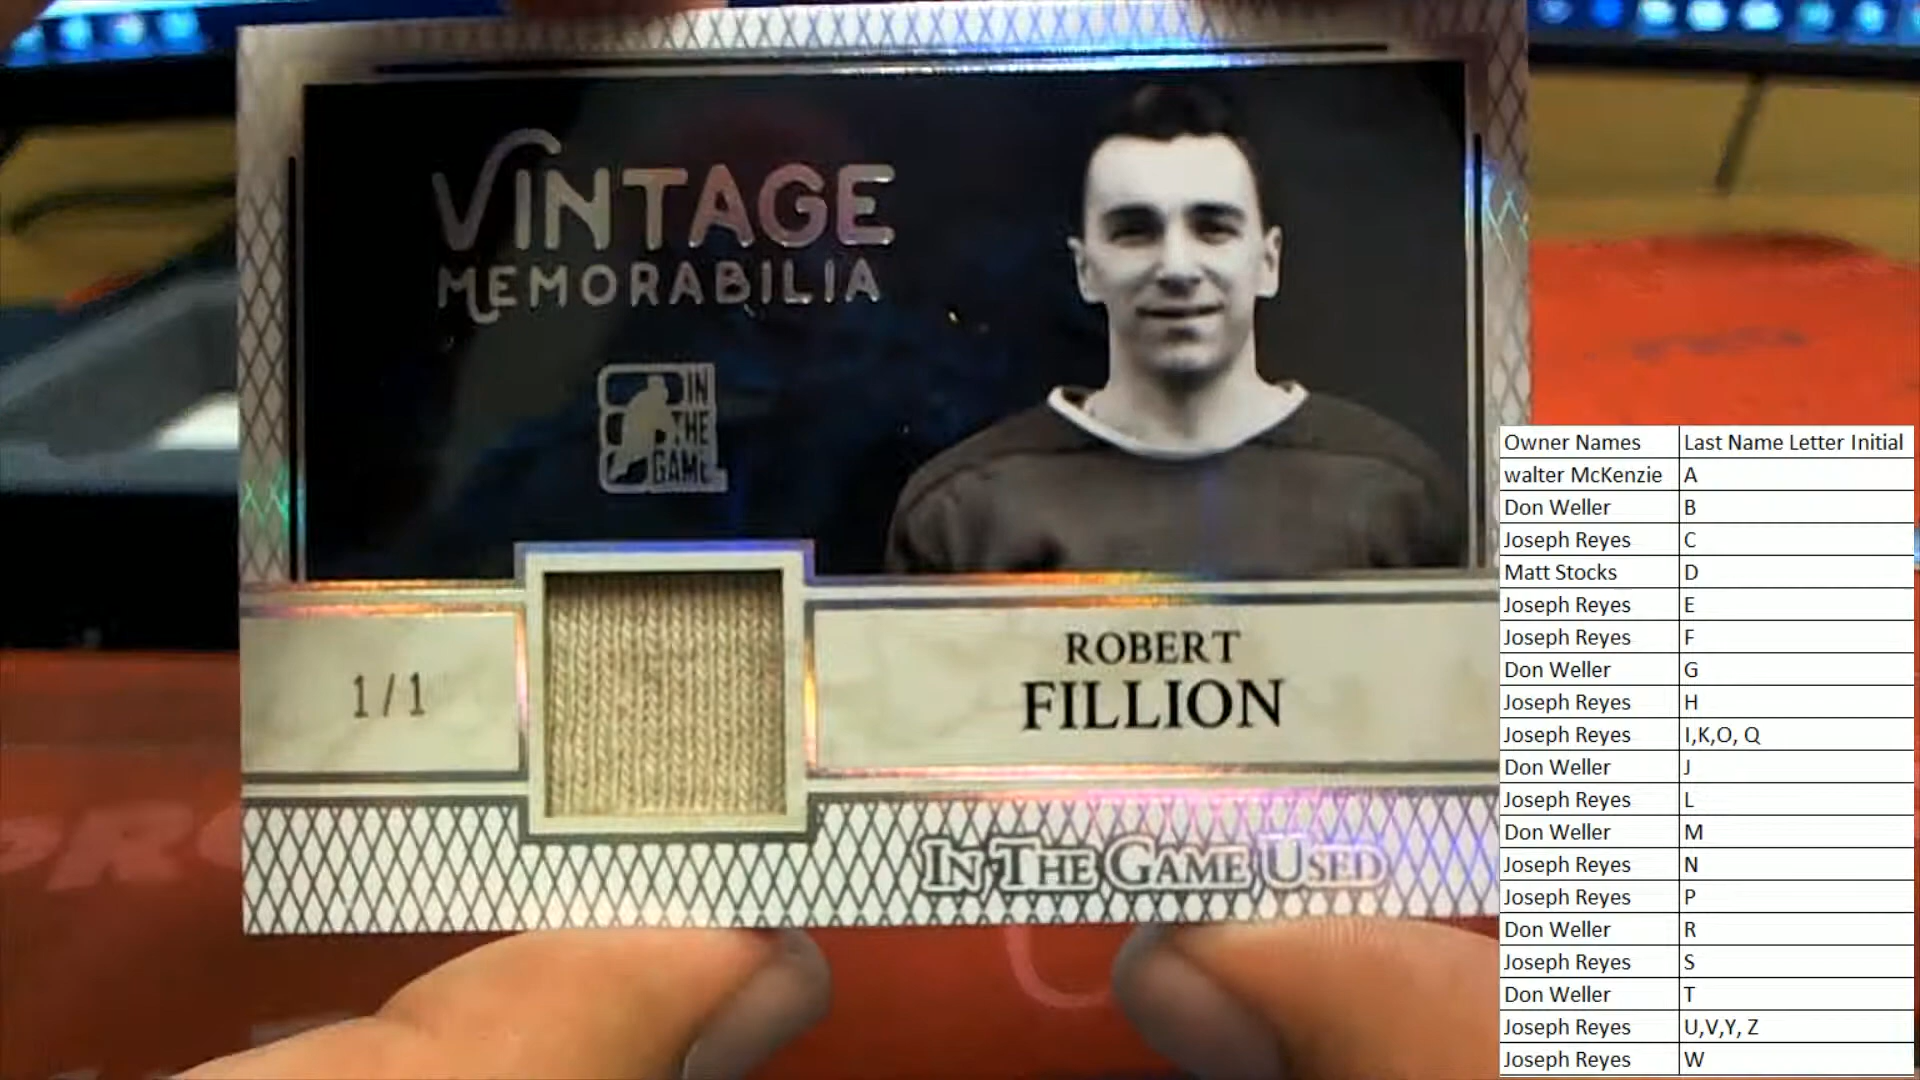 VINTAGE
MEMORABILIA
IN
THE
GAME
1/1
ROBERT
FILLION
IN THE GAME USED
Owner Names Last Name Letter Initial
walter McKenzie A
Don Weller B
Joseph Reyes C
Matt Stocks D
Joseph Reyes E
Joseph Reyes F
Don Weller G
Joseph Reyes H
Joseph Reyes I,K,O, Q
Don Weller J
Joseph Reyes L
Don Weller M
Joseph Reyes N
Joseph Reyes P
Don Weller R
Joseph Reyes S
Don Weller T
Joseph Reyes U,V,Y, Z
Joseph Reyes W